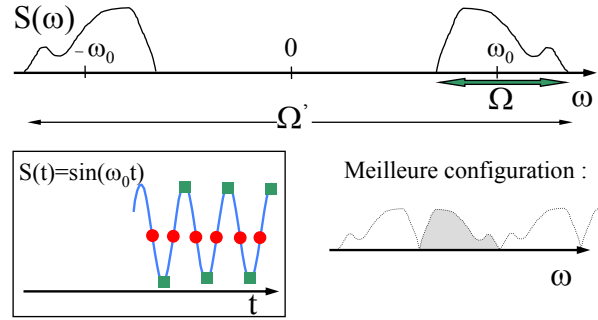 S(ω)
-ω₀ 0 ω₀
Ω ω
Ω'
S(t)=sin(ω₀t)
t
Meilleure configuration :
ω